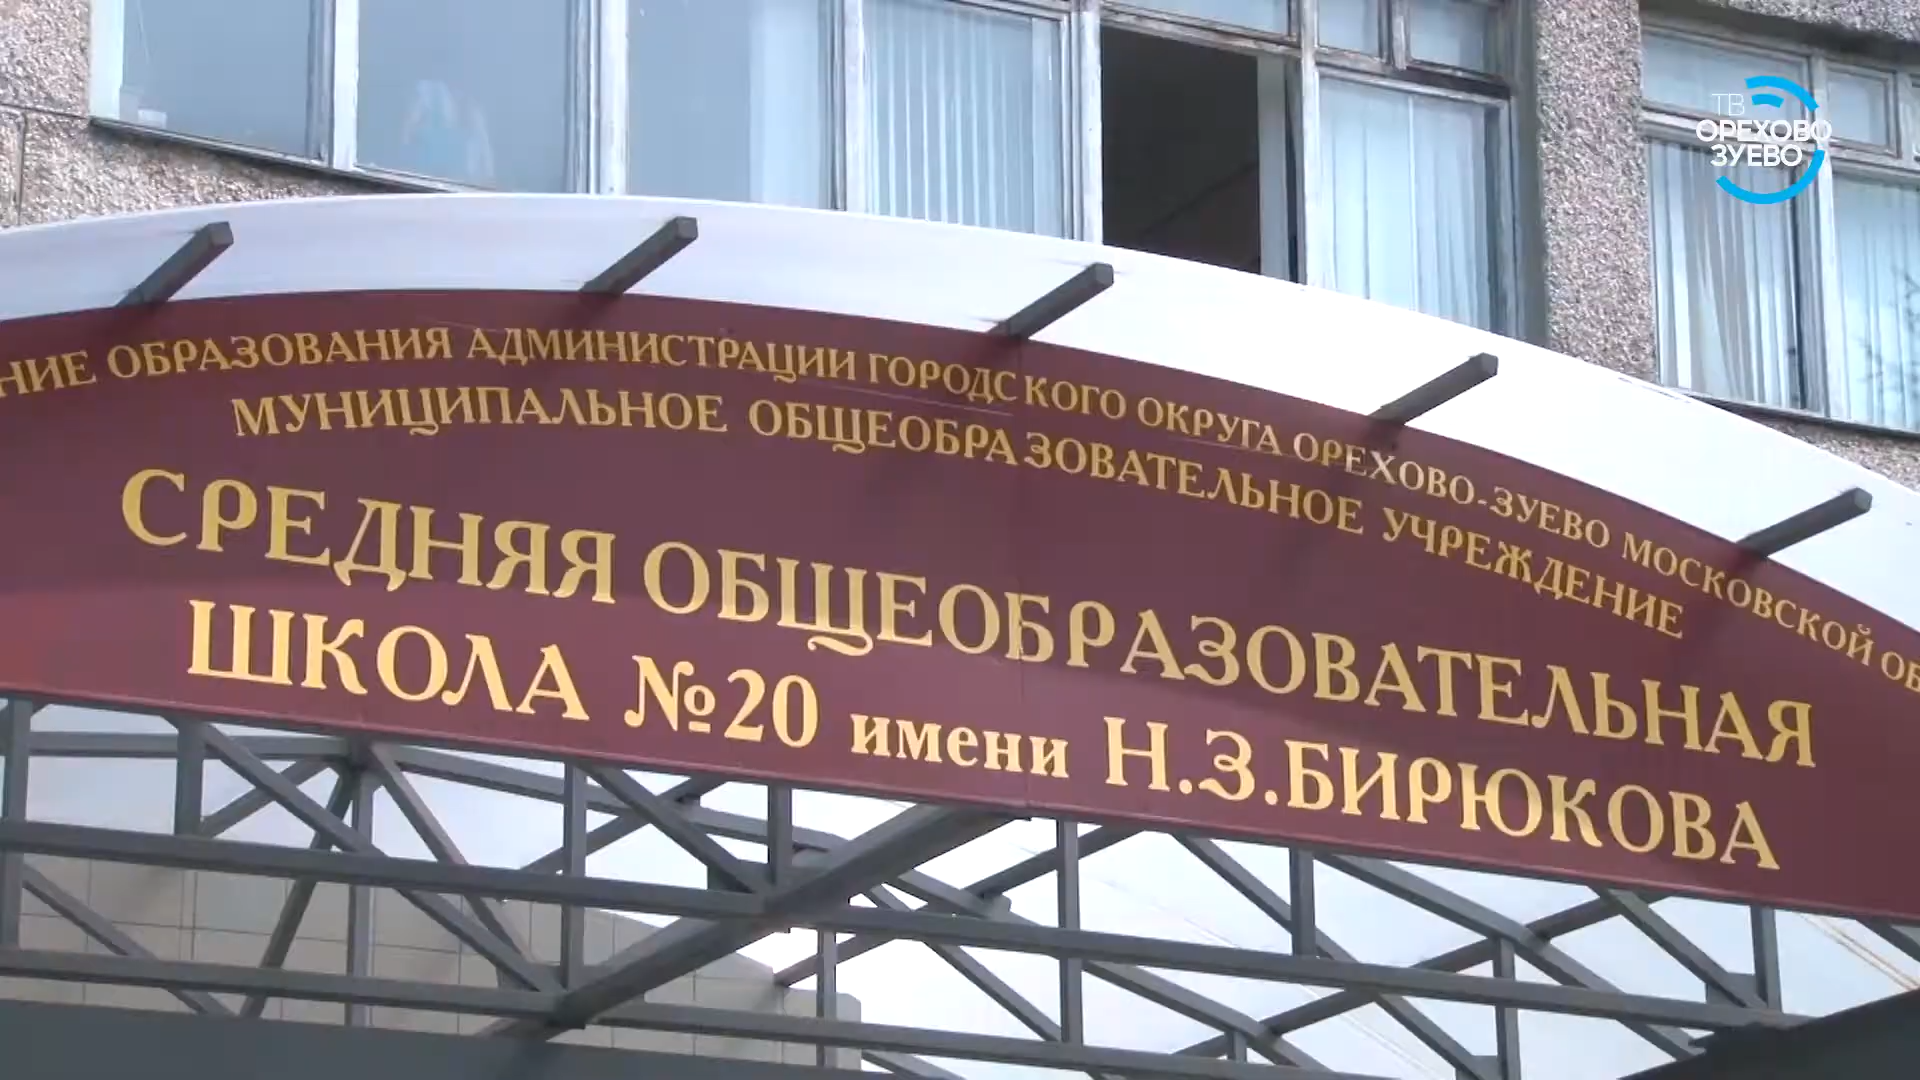 ТВ
ОРЕХОВО
ЗУЕВО
ОБРАЗОВАНИЯ АДМИНИСТРАЦИИ ГОРОДСКОГО ОКРУГА ОРЕХОВО-ЗУЕВО МОСКОВСКОЙ
МУНИЦИПАЛЬНОЕ ОБЩЕОБРАЗОВАТЕЛЬНОЕ УЧРЕЖДЕНИЕ
СРЕДНЯЯ ОБЩЕОБРАЗОВАТЕЛЬНАЯ
ШКОЛА №20 имени Н.З.БИРЮКОВА